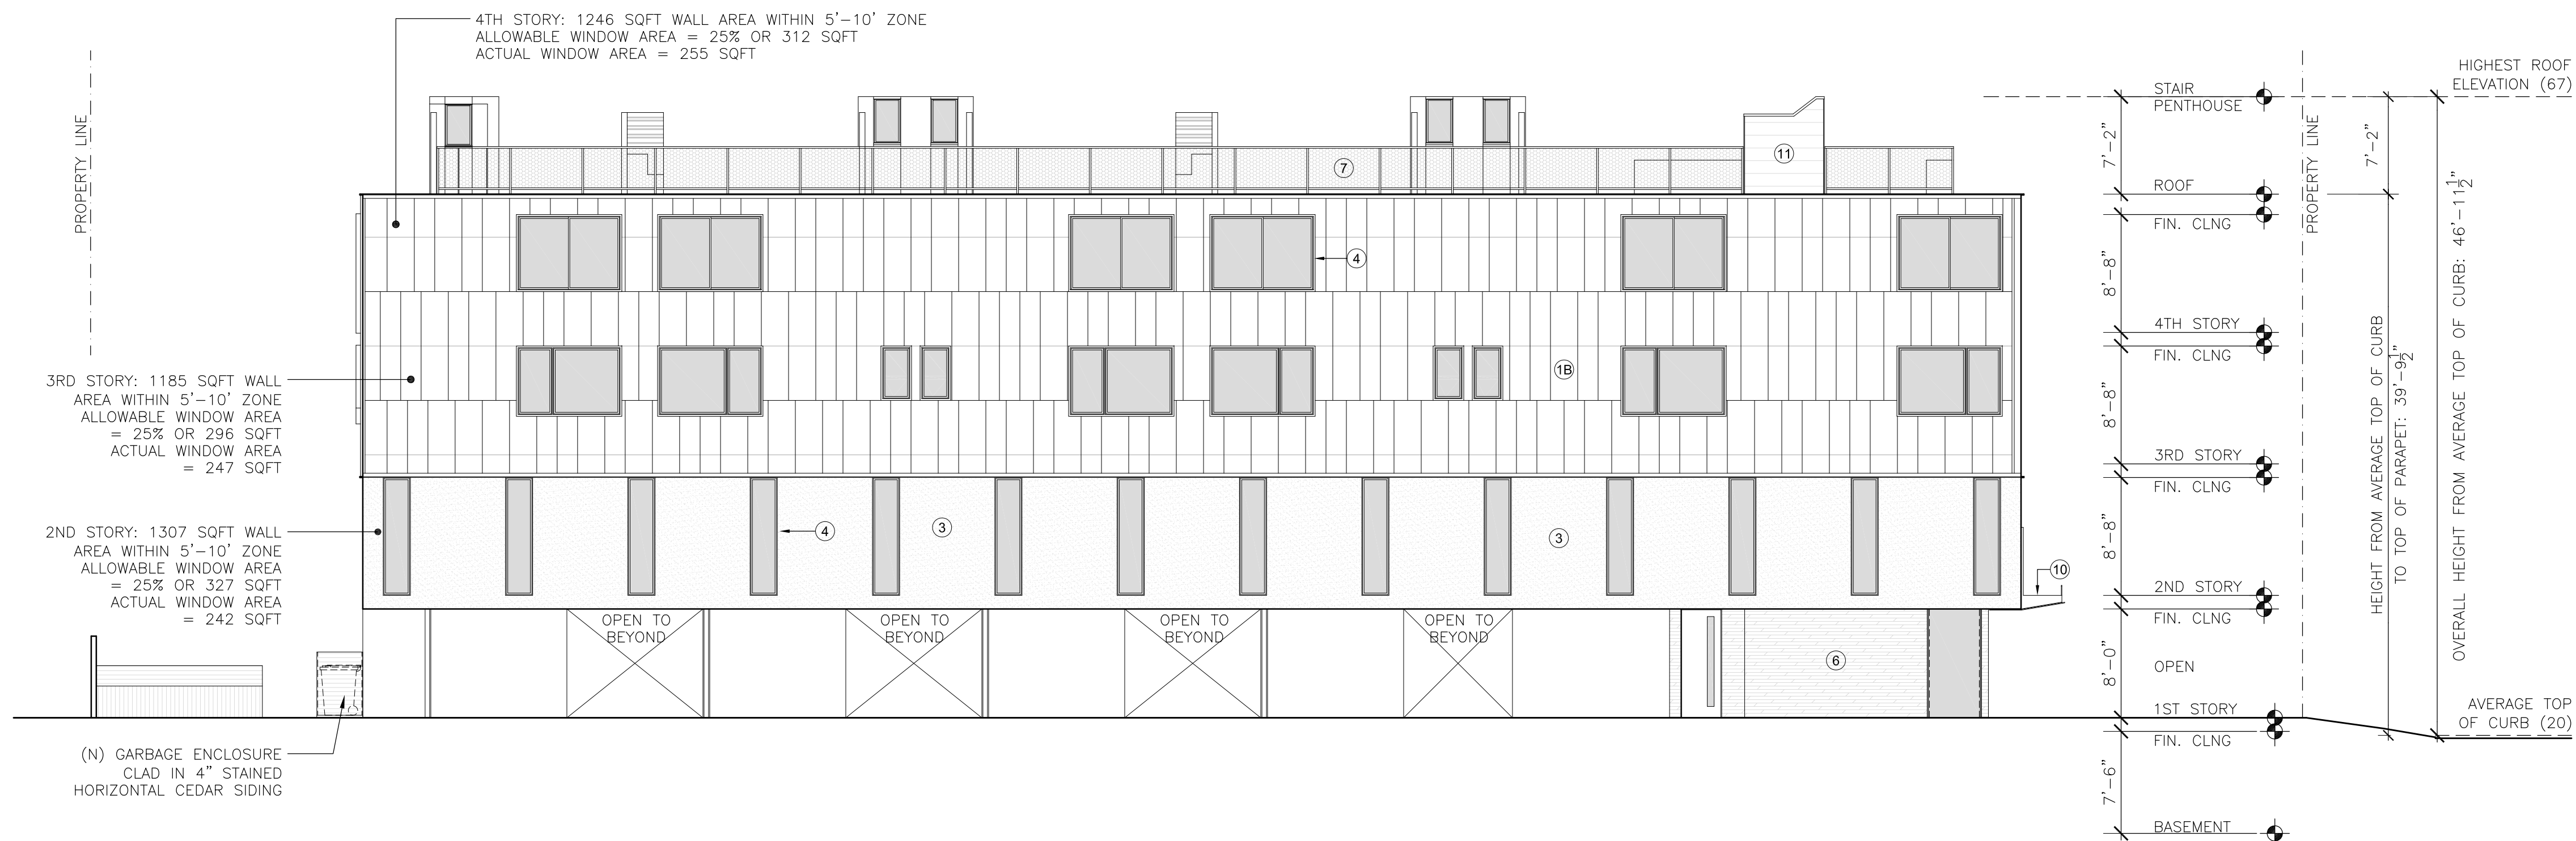 4TH STORY: 1246 SQFT WALL AREA WITHIN 5'-10' ZONE
ALLOWABLE WINDOW AREA = 25% OR 312 SQFT
ACTUAL WINDOW AREA = 255 SQFT
PROPERTY LINE
3RD STORY: 1185 SQFT WALL
AREA WITHIN 5'-10' ZONE
ALLOWABLE WINDOW AREA
= 25% OR 296 SQFT
ACTUAL WINDOW AREA
= 247 SQFT
2ND STORY: 1307 SQFT WALL
AREA WITHIN 5'-10' ZONE
ALLOWABLE WINDOW AREA
= 25% OR 327 SQFT
ACTUAL WINDOW AREA
= 242 SQFT
(N) GARBAGE ENCLOSURE
CLAD IN 4" STAINED
HORIZONTAL CEDAR SIDING
7
11
4
1B
4
3
3
10
OPEN TO
BEYOND
OPEN TO
BEYOND
OPEN TO
BEYOND
OPEN TO
BEYOND
6
7'-2"
8'-8"
8'-8"
8'-8"
8'-0"
7'-6"
STAIR
PENTHOUSE
ROOF
FIN. CLNG
4TH STORY
FIN. CLNG
3RD STORY
FIN. CLNG
2ND STORY
FIN. CLNG
OPEN
1ST STORY
FIN. CLNG
BASEMENT
PROPERTY LINE
7'-2"
HEIGHT FROM AVERAGE TOP OF CURB
TO TOP OF PARAPET: 39'-9½"
OVERALL HEIGHT FROM AVERAGE TOP OF CURB: 46'-11½"
HIGHEST ROOF
ELEVATION (67)
AVERAGE TOP
OF CURB (20)